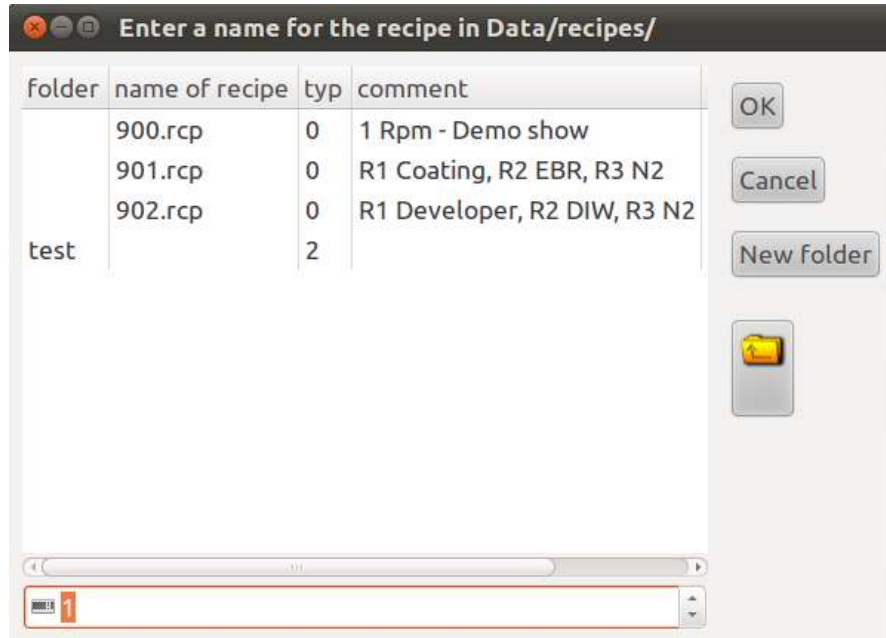 Enter a name for the recipe in Data/recipes/
folder name of recipe typ comment
900.rcp 0 1 Rpm - Demo show
901.rcp 0 R1 Coating, R2 EBR, R3 N2
902.rcp 0 R1 Developer, R2 DIW, R3 N2
test 2
OK
Cancel
New folder
1